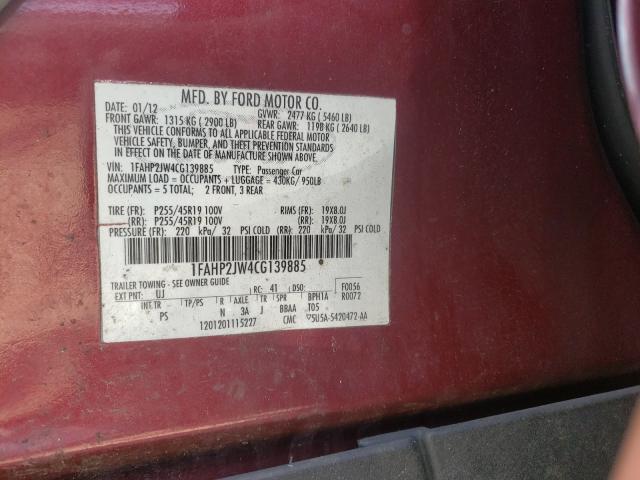 MFD. BY FORD MOTOR CO.
DATE: 01/12 GVWR: 2477 KG ( 5460 LB)
FRONT GAWR: 1315 KG ( 2900 LB) REAR GAWR: 1198 KG ( 2640 LB)
THIS VEHICLE CONFORMS TO ALL APPLICABLE FEDERAL MOTOR
VEHICLE SAFETY, BUMPER, AND THEFT PREVENTION STANDARDS
IN EFFECT ON THE DATE OF MANUFACTURE SHOWN ABOVE.
VIN: 1FAHP2JW4CG139885 TYPE: Passenger Car
MAXIMUM LOAD = OCCUPANTS + LUGGAGE = 430KG/ 950LB
OCCUPANTS = 5 TOTAL; 2 FRONT, 3 REAR
TIRE (FR): P255/45R19 100V RIMS (FR): 19X8.0J
(RR): P255/45R19 100V (RR): 19X8.0J
PRESSURE (FR): 220 kPa/ 32 PSI COLD (RR): 220 kPa/ 32 PSI COLD
1FAHP2JW4CG139885
TRAILER TOWING - SEE OWNER GUIDE
EXT PNT: UJ RC: 41 DSO: F0056
INT TR TP/PS R AXLE TR SPR BPH1A R0072
PS N 3A J BBAA T05
1201201115227 CMC 5U5A-5420472-AA